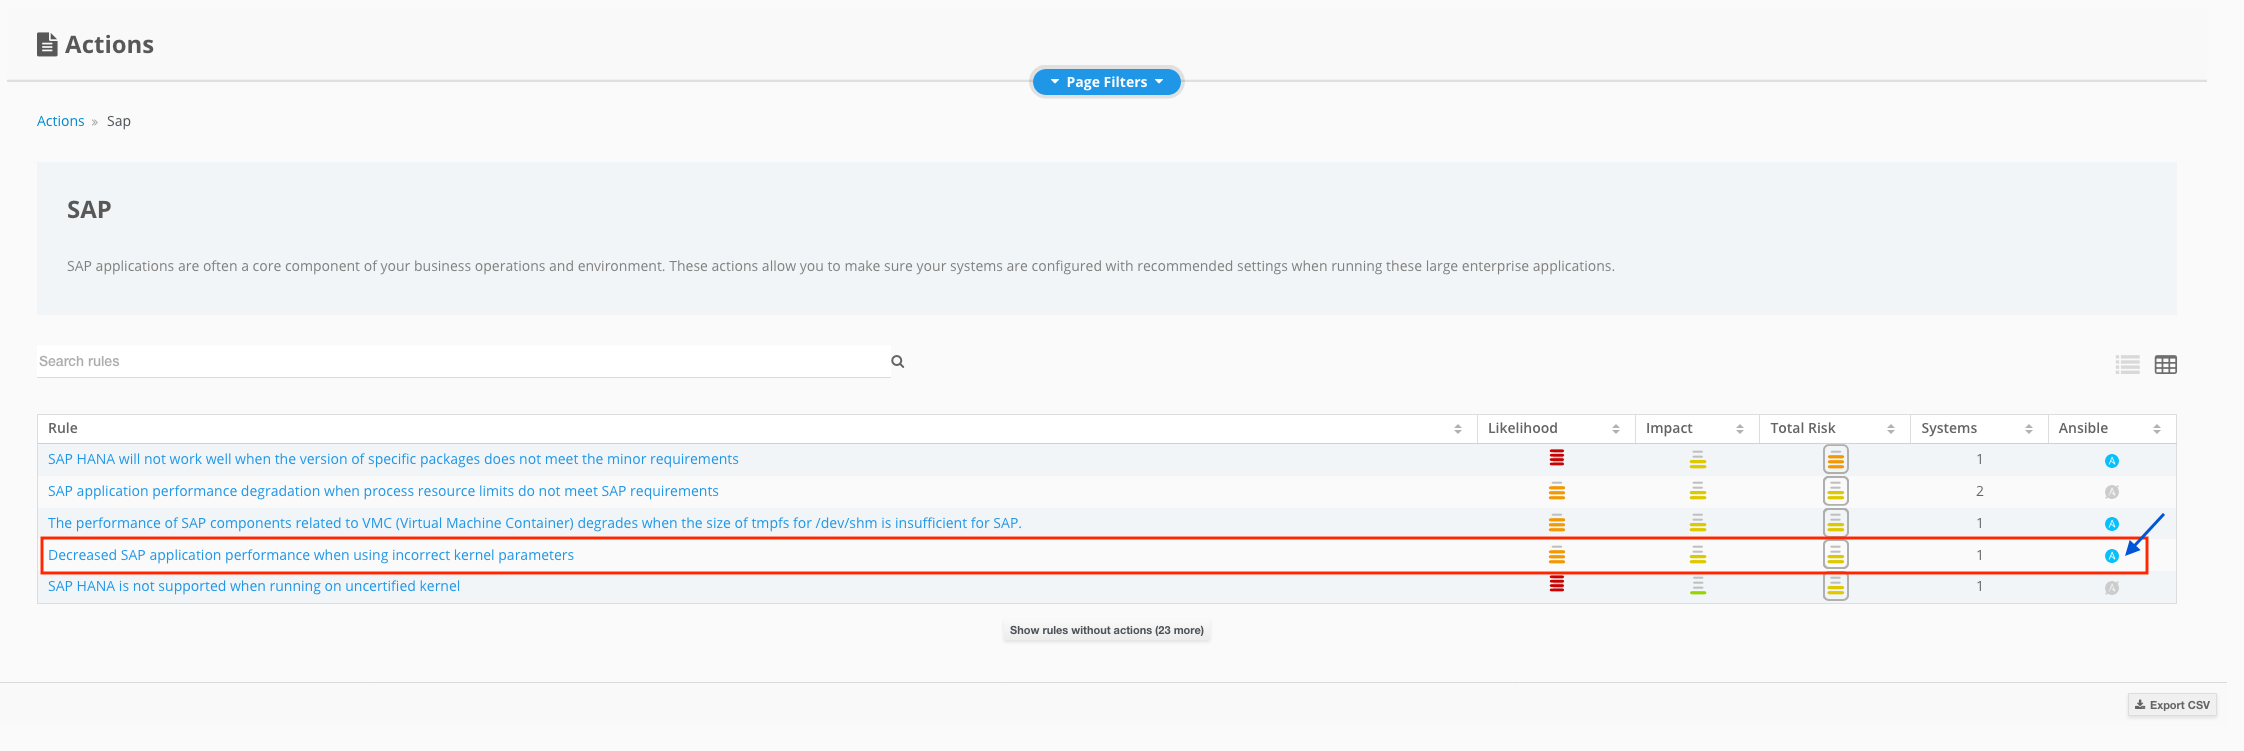 Actions
Page Filters
Actions » Sap
SAP
SAP applications are often a core component of your business operations and environment. These actions allow you to make sure your systems are configured with recommended settings when running these large enterprise applications.
Search rules
Rule Likelihood Impact Total Risk Systems Ansible
SAP HANA will not work well when the version of specific packages does not meet the minor requirements 1 A
SAP application performance degradation when process resource limits do not meet SAP requirements 2 A
The performance of SAP components related to VMC (Virtual Machine Container) degrades when the size of tmpfs for /dev/shm is insufficient for SAP. 1 A
Decreased SAP application performance when using incorrect kernel parameters 1 A
SAP HANA is not supported when running on uncertified kernel 1 A
Show rules without actions (23 more)
Export CSV